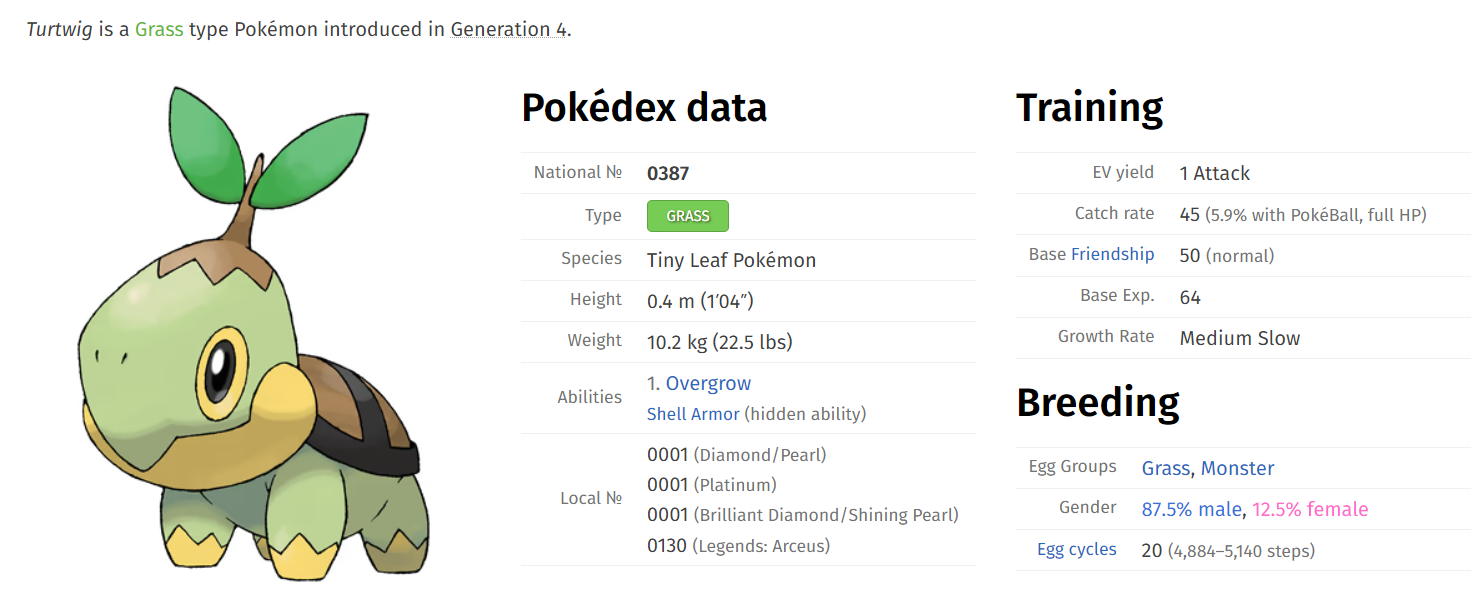 Turtwig is a Grass type Pokémon introduced in Generation 4.
Pokédex data
National № 0387
Type GRASS
Species Tiny Leaf Pokémon
Height 0.4 m (1′04″)
Weight 10.2 kg (22.5 lbs)
Abilities 1. Overgrow
Shell Armor (hidden ability)
Local № 0001 (Diamond/Pearl)
0001 (Platinum)
0001 (Brilliant Diamond/Shining Pearl)
0130 (Legends: Arceus)
Training
EV yield 1 Attack
Catch rate 45 (5.9% with PokéBall, full HP)
Base Friendship 50 (normal)
Base Exp. 64
Growth Rate Medium Slow
Breeding
Egg Groups Grass, Monster
Gender 87.5% male, 12.5% female
Egg cycles 20 (4,884–5,140 steps)